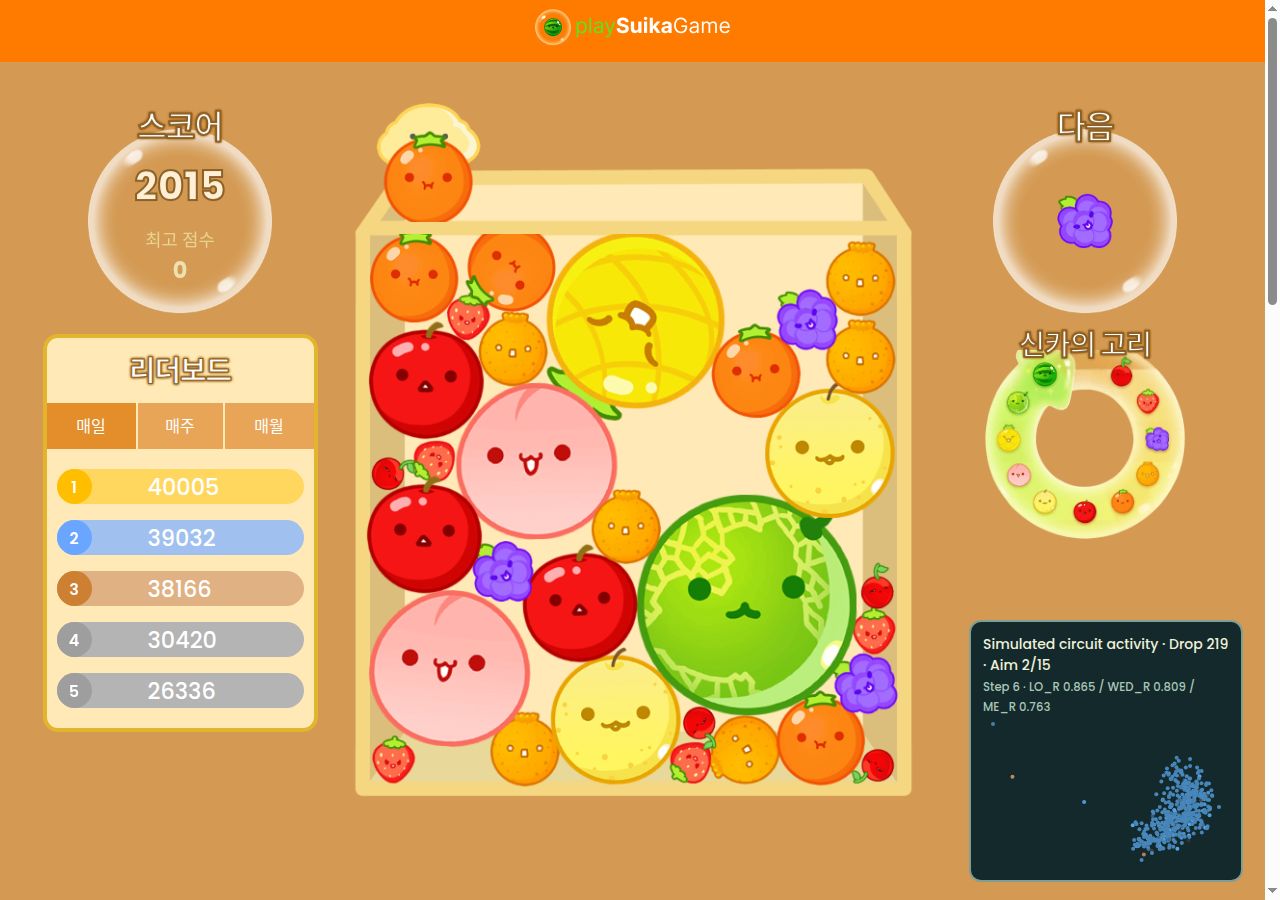 playSuikaGame
스코어
2015
최고 점수
0
다음
리더보드
매일 매주 매월
1 40005
2 39032
3 38166
4 30420
5 26336
신카의 고리
Simulated circuit activity · Drop 219
· Aim 2/15
Step 6 · LO_R 0.865 / WED_R 0.809 /
ME_R 0.763